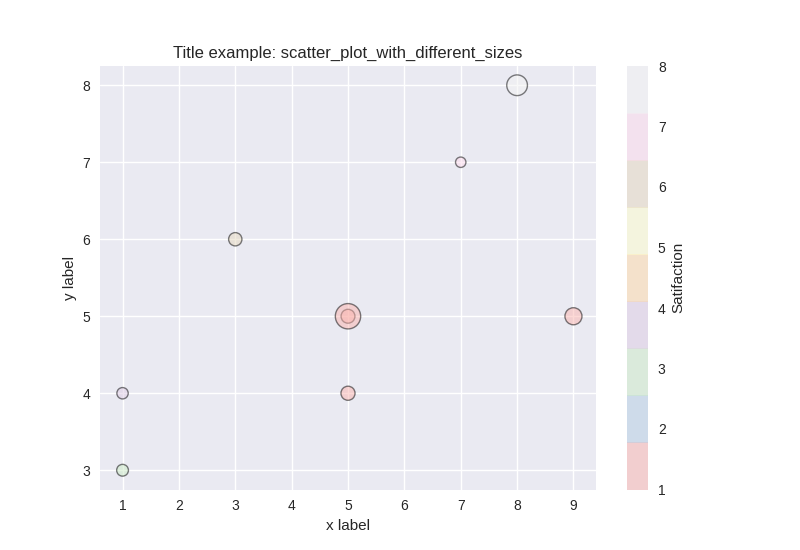 Title example: scatter_plot_with_different_sizes
8
7
6
5
4
3
y label
1 2 3 4 5 6 7 8 9
x label
8
7
6
5
4
3
2
1
Satifaction